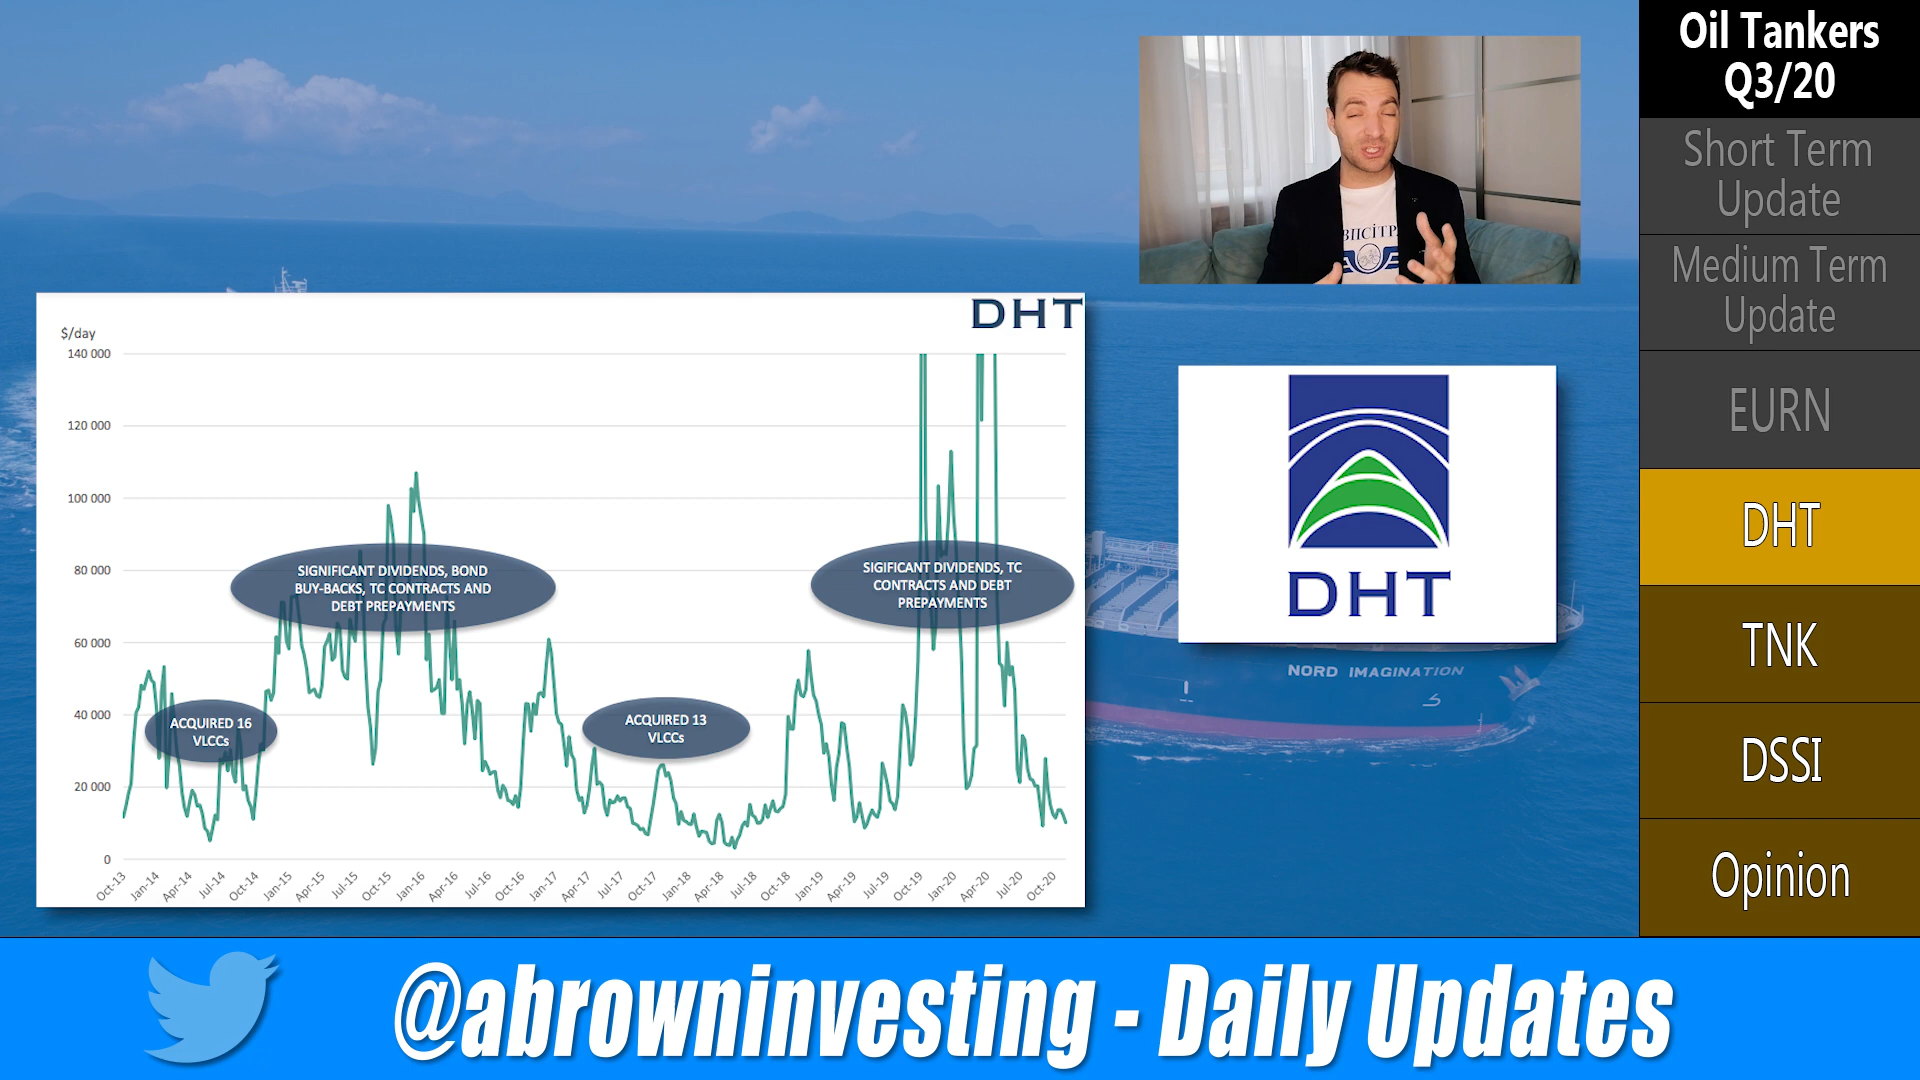 Oil Tankers
Q3/20
Short Term
Update
Medium Term
Update
EURN
DHT
TNK
DSSI
Opinion
DHT
$/day
140 000
120 000
100 000
80 000
60 000
40 000
20 000
0
SIGNIFICANT DIVIDENDS, BOND
BUY-BACKS, TC CONTRACTS AND
DEBT PREPAYMENTS
SIGIFICANT DIVIDENDS, TC
CONTRACTS AND DEBT
PREPAYMENTS
ACQUIRED 16
VLCCs
ACQUIRED 13
VLCCs
Oct-13 Jan-14 Apr-14 Jul-14 Oct-14 Jan-15 Apr-15 Jul-15 Oct-15 Jan-16 Apr-16 Jul-16 Oct-16 Jan-17 Apr-17 Jul-17 Oct-17 Jan-18 Apr-18 Jul-18 Oct-18 Jan-19 Apr-19 Jul-19 Oct-19 Jan-20 Apr-20 Jul-20 Oct-20
DHT
NORD IMAGINATION
@abrowninvesting - Daily Updates